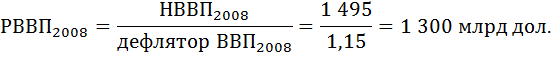 РВВП2008 = НВВП2008 / дефлятор ВВП2008 = 1 495 / 1,15 = 1 300 млрд дол.